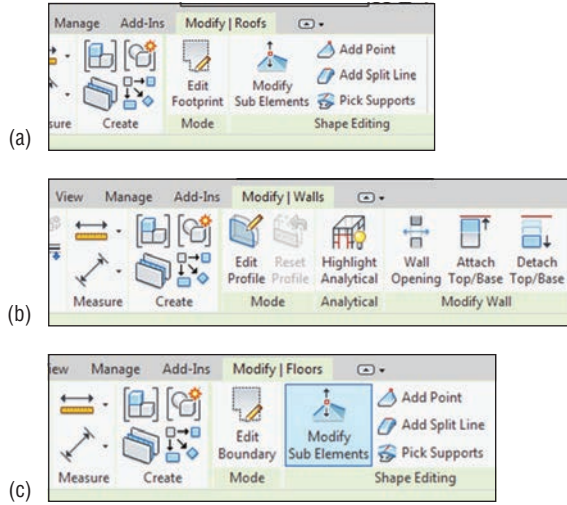 Manage Add-Ins Modify | Roofs
Add Point
Edit Modify Add Split Line
Footprint Sub Elements Pick Supports
sure Create Mode Shape Editing
(a)
View Manage Add-Ins Modify | Walls
Edit Reset Highlight Wall Attach Detach
Profile Profile Analytical Opening Top/Base Top/Base
Measure Create Mode Analytical Modify Wall
(b)
iew Manage Add-Ins Modify | Floors
Add Point
Edit Modify Add Split Line
Boundary Sub Elements Pick Supports
Measure Create Mode Shape Editing
(c)